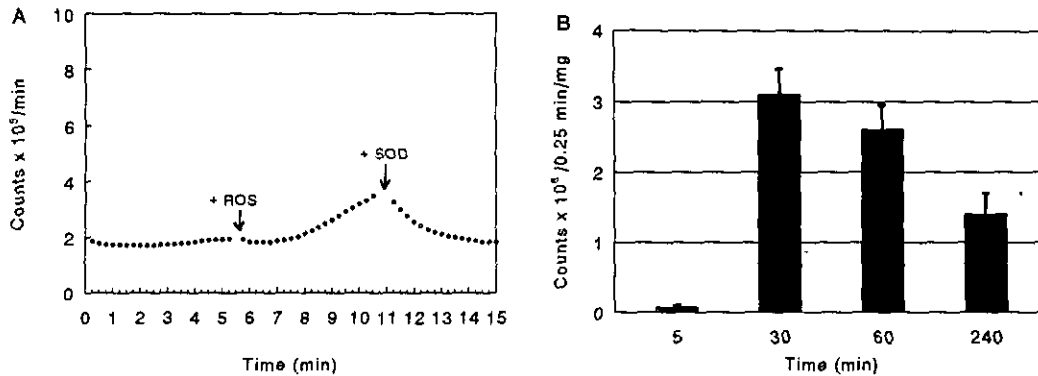 A
Counts x 10⁵/min
10
8
6
4
2
0
+ ROS
+ SOD
0 1 2 3 4 5 6 7 8 9 10 11 12 13 14 15
Time (min)
B
Counts x 10⁶/0.25 min/mg
4
3
2
1
0
5 30 60 240
Time (min)